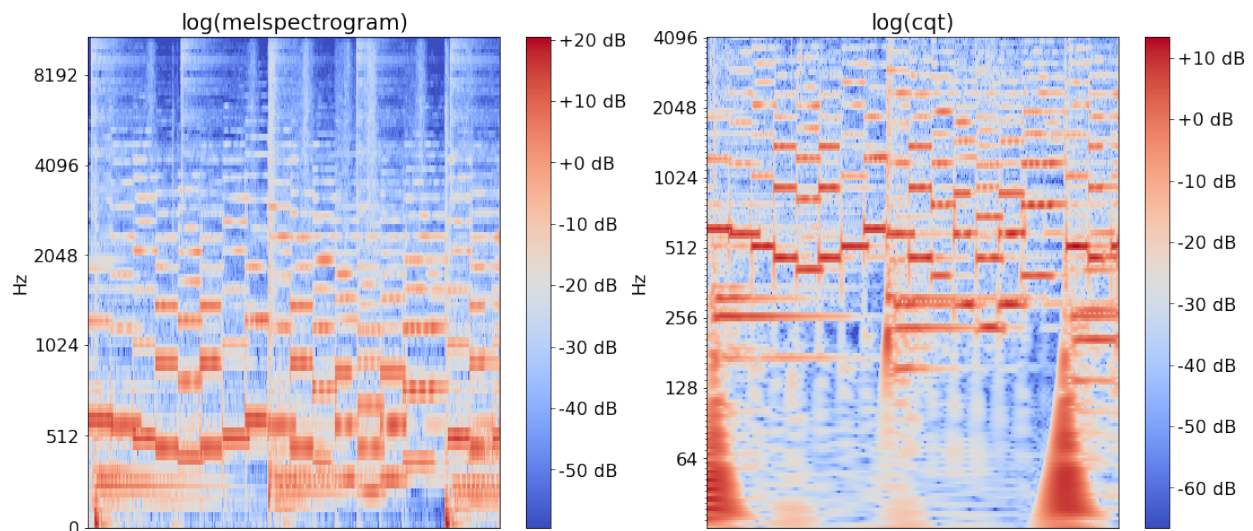 log(melspectrogram)
Hz
8192
4096
2048
1024
512
0
+20 dB
+10 dB
+0 dB
-10 dB
-20 dB
-30 dB
-40 dB
-50 dB
log(cqt)
Hz
4096
2048
1024
512
256
128
64
+10 dB
+0 dB
-10 dB
-20 dB
-30 dB
-40 dB
-50 dB
-60 dB